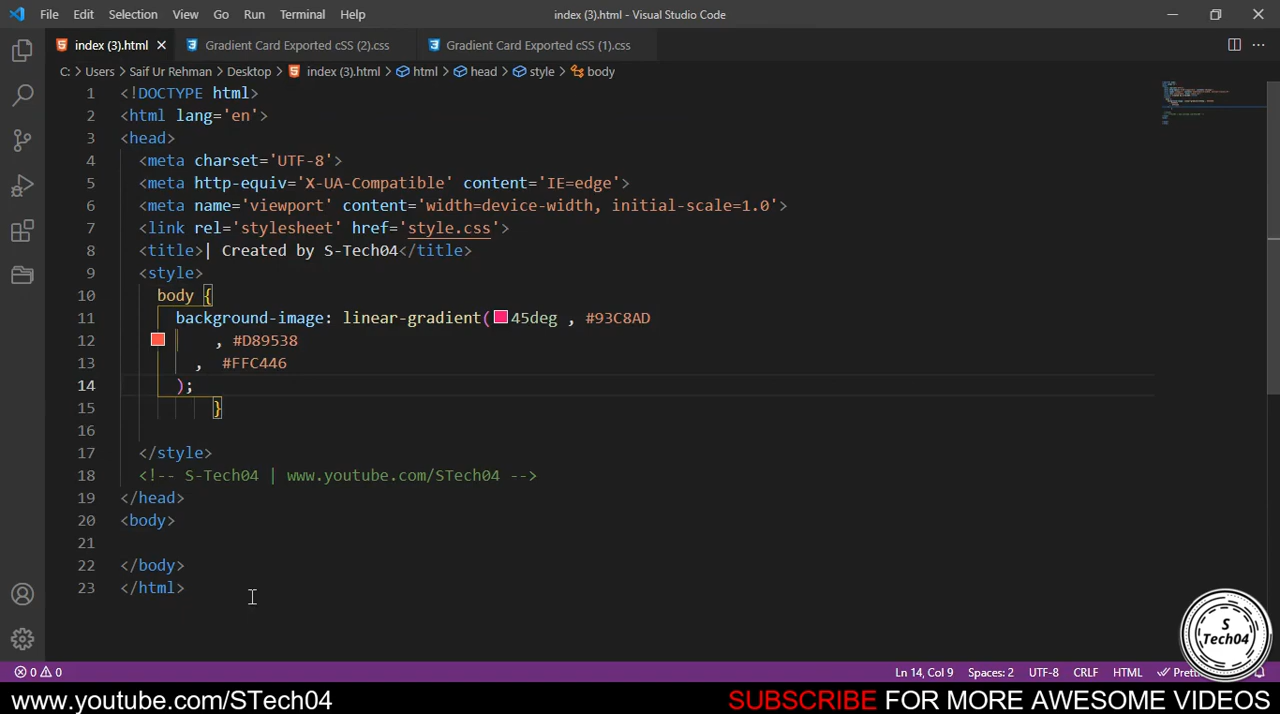 File Edit Selection View Go Run Terminal Help index (3).html - Visual Studio Code
index (3).html Gradient Card Exported cSS (2).css Gradient Card Exported cSS (1).css
C: > Users > Saif Ur Rehman > Desktop > index (3).html > html > head > style > body
1 <!DOCTYPE html>
2 <html lang='en'>
3 <head>
4 <meta charset='UTF-8'>
5 <meta http-equiv='X-UA-Compatible' content='IE=edge'>
6 <meta name='viewport' content='width=device-width, initial-scale=1.0'>
7 <link rel='stylesheet' href='style.css'>
8 <title>| Created by S-Tech04</title>
9 <style>
10 body {
11 background-image: linear-gradient(45deg , #93C8AD
12 , #D89538
13 , #FFC446
14 );
15 }
16
17 </style>
18 <!-- S-Tech04 | www.youtube.com/STech04 -->
19 </head>
20 <body>
21
22 </body>
23 </html>
S
Tech04
0 0 Ln 14, Col 9 Spaces: 2 UTF-8 CRLF HTML
www.youtube.com/STech04 SUBSCRIBE FOR MORE AWESOME VIDEOS